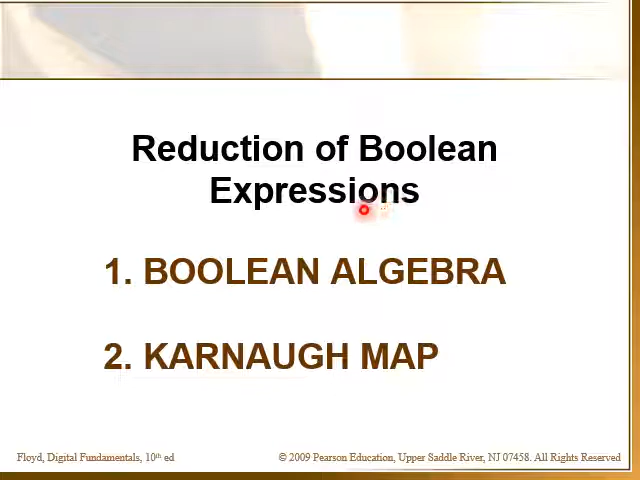 Reduction of Boolean
Expressions
1. BOOLEAN ALGEBRA
2. KARNAUGH MAP
Floyd, Digital Fundamentals, 10th ed
© 2009 Pearson Education, Upper Saddle River, NJ 07458. All Rights Reserved